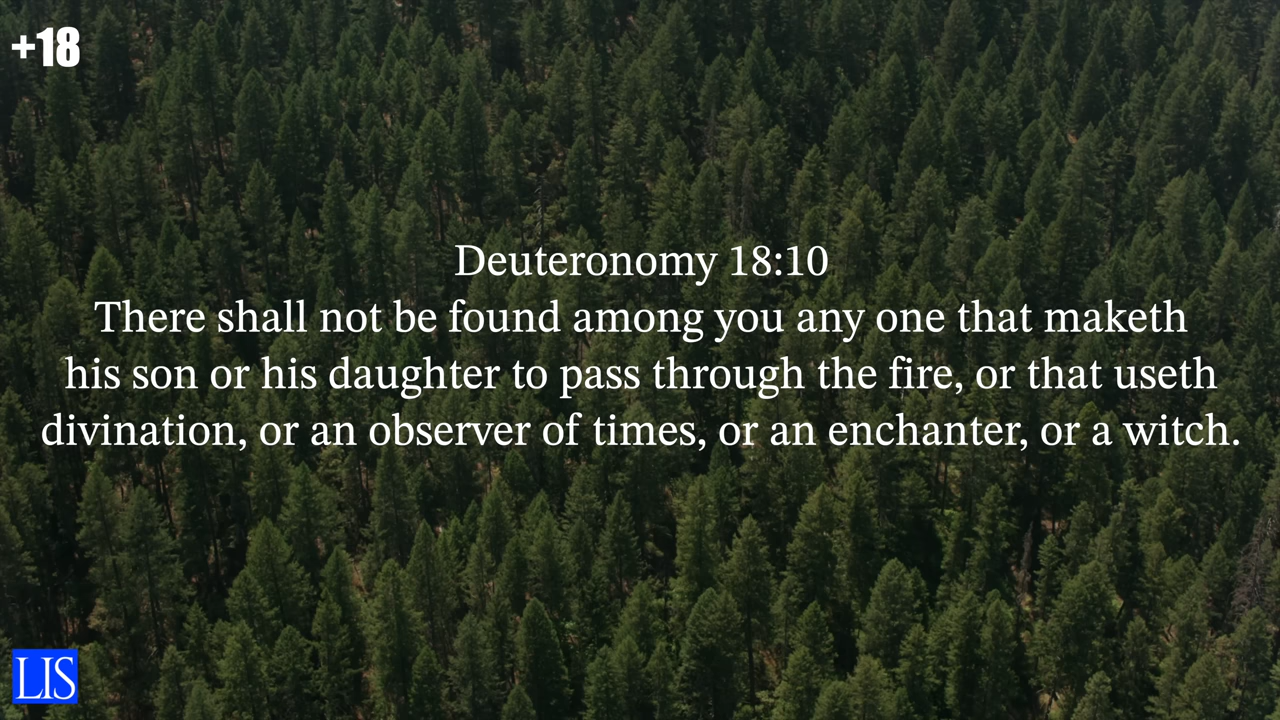 +18
Deuteronomy 18:10
There shall not be found among you any one that maketh
his son or his daughter to pass through the fire, or that useth
divination, or an observer of times, or an enchanter, or a witch.
LIS